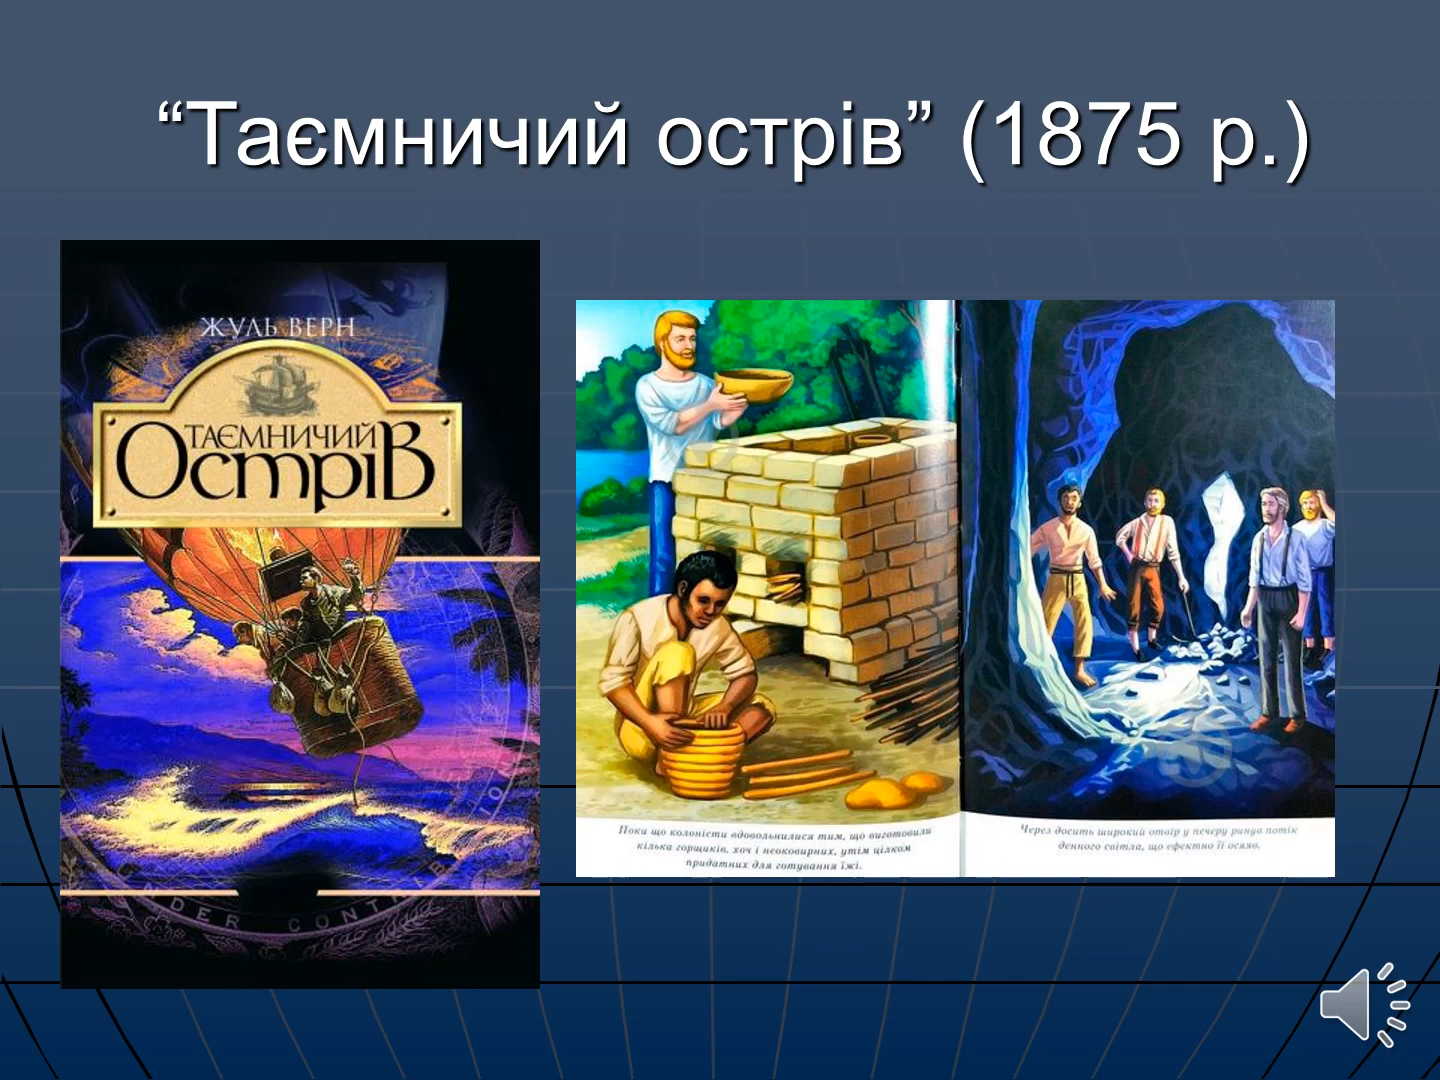 “Таємничий острів” (1875 р.)
ЖУЛЬ ВЕРН
ТАЄМНИЧИЙ
Острів
Поки що колоністи вдовольнилися тим, що виготовили
кілька горщиків, хоч і неоковирних, утім цілком
придатних для готування їжі.
Через досить широкий отвір у печеру ринув потік
денного світла, що ефектно її осяяв.